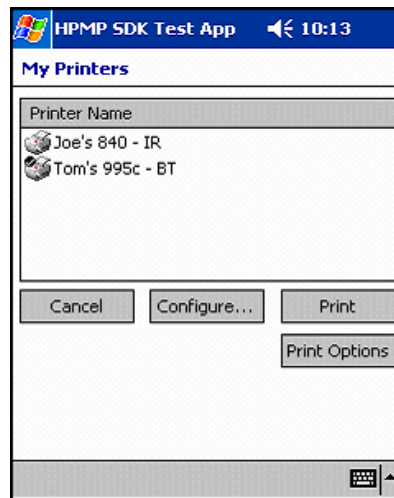 HPMP SDK Test App 10:13
My Printers
Printer Name
Joe's 840 - IR
Tom's 995c - BT
Cancel Configure... Print
Print Options